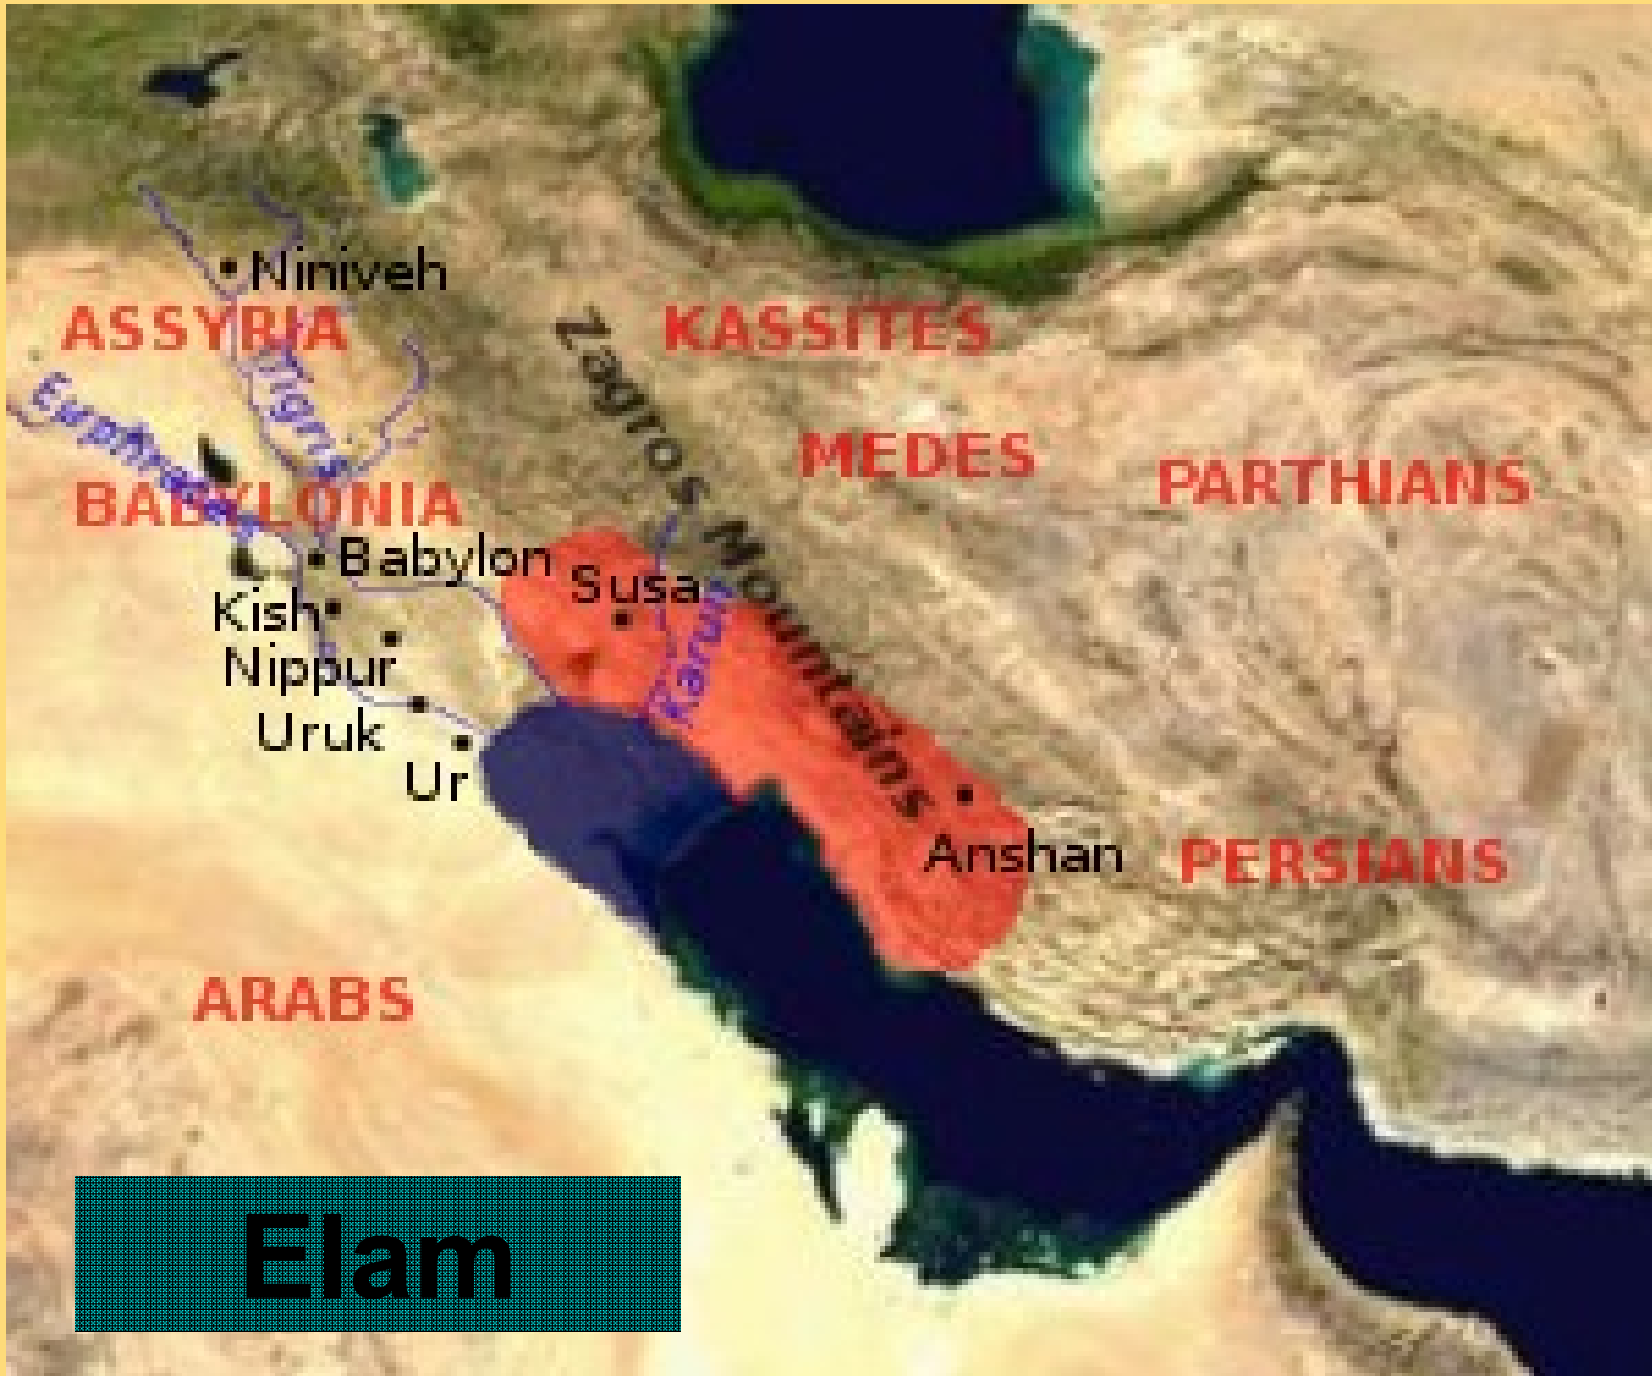 Niniveh
ASSYRIA
KASSITES
Tigris
Euphrates
Zagros Mountains
MEDES
PARTHIANS
BABYLONIA
Babylon
Susa
Kish
Karun
Nippur
Uruk
Ur
Anshan
PERSIANS
ARABS
Elam